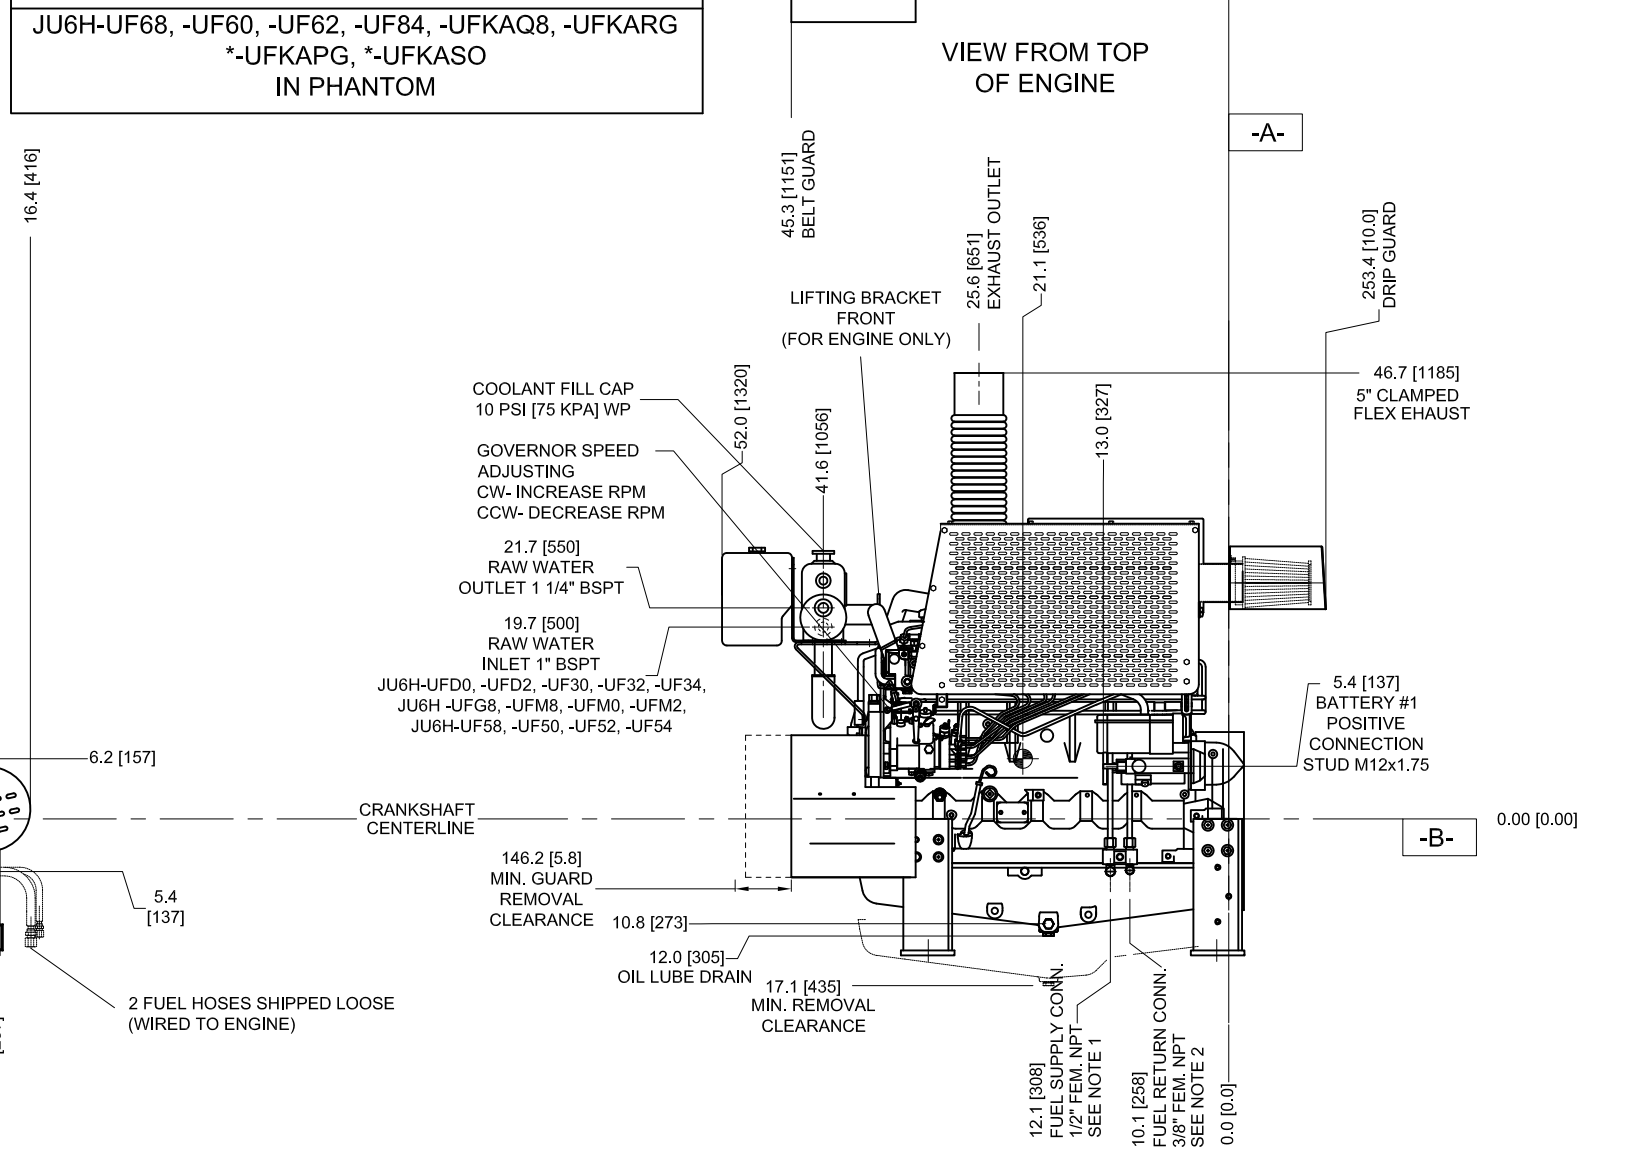 JU6H-UF68, -UF60, -UF62, -UF84, -UFKAQ8, -UFKARG
*-UFKAPG, *-UFKASO
IN PHANTOM
VIEW FROM TOP
OF ENGINE
-A-
16.4 [416]
45.3 [1151]
BELT GUARD
25.6 [651]
EXHAUST OUTLET
21.1 [536]
253.4 [10.0]
DRIP GUARD
LIFTING BRACKET
FRONT
(FOR ENGINE ONLY)
46.7 [1185]
5" CLAMPED
FLEX EHAUST
COOLANT FILL CAP
10 PSI [75 KPA] WP
52.0 [1320]
41.6 [1056]
13.0 [327]
GOVERNOR SPEED
ADJUSTING
CW- INCREASE RPM
CCW- DECREASE RPM
21.7 [550]
RAW WATER
OUTLET 1 1/4" BSPT
19.7 [500]
RAW WATER
INLET 1" BSPT
JU6H-UFD0, -UFD2, -UF30, -UF32, -UF34,
JU6H -UFG8, -UFM8, -UFM0, -UFM2,
JU6H-UF58, -UF50, -UF52, -UF54
5.4 [137]
BATTERY #1
POSITIVE
CONNECTION
STUD M12x1.75
6.2 [157]
CRANKSHAFT
CENTERLINE
0.00 [0.00]
-B-
146.2 [5.8]
MIN. GUARD
REMOVAL
CLEARANCE
5.4
[137]
10.8 [273]
12.0 [305]
OIL LUBE DRAIN
17.1 [435]
MIN. REMOVAL
CLEARANCE
2 FUEL HOSES SHIPPED LOOSE
(WIRED TO ENGINE)
12.1 [308]
FUEL SUPPLY CONN.
1/2" FEM. NPT
SEE NOTE 1
10.1 [258]
FUEL RETURN CONN.
3/8" FEM. NPT
SEE NOTE 2
0.0 [0.0]